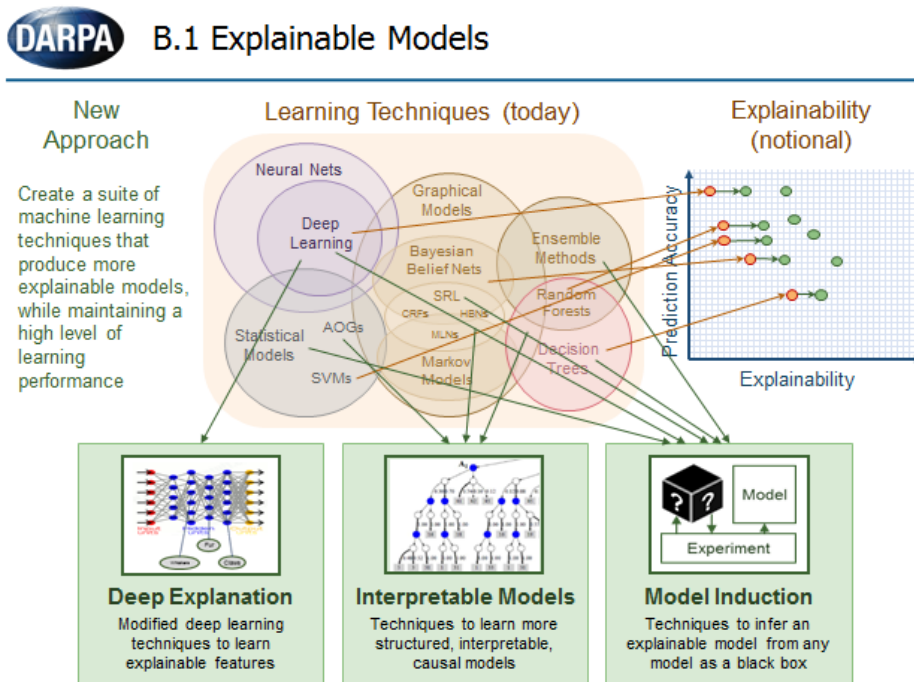 DARPA
B.1 Explainable Models
New
Approach
Create a suite of
machine learning
techniques that
produce more
explainable models,
while maintaining a
high level of
learning
performance
Learning Techniques (today)
Neural Nets
Deep
Learning
Graphical
Models
Bayesian
Belief Nets
SRL
CRFs
HBNs
MLNs
Markov
Models
Ensemble
Methods
Random
Forests
Decision
Trees
Statistical
Models
AOGs
SVMs
Explainability
(notional)
Prediction Accuracy
Explainability
Deep Explanation
Modified deep learning
techniques to learn
explainable features
Interpretable Models
Techniques to learn more
structured, interpretable,
causal models
?
?
Model
Experiment
Model Induction
Techniques to infer an
explainable model from any
model as a black box